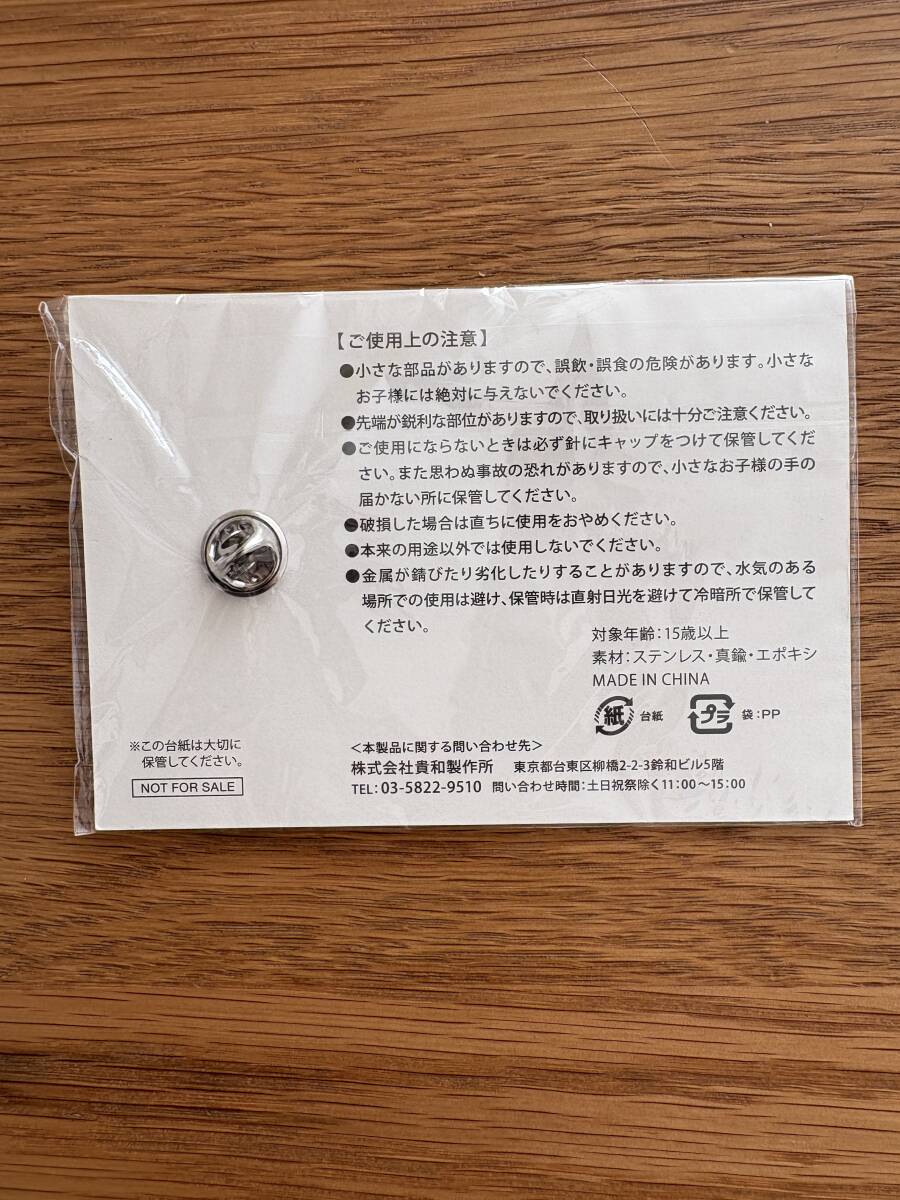 【ご使用上の注意】
●小さな部品がありますので、誤飲・誤食の危険があります。小さな
お子様には絶対に与えないでください。
●先端が鋭利な部位がありますので、取り扱いには十分ご注意ください。
●ご使用にならないときは必ず針にキャップをつけて保管してくだ
さい。また思わぬ事故の恐れがありますので、小さなお子様の手の
届かない所に保管してください。
●破損した場合は直ちに使用をおやめください。
●本来の用途以外では使用しないでください。
●金属が錆びたり劣化したりすることがありますので、水気のある
場所での使用は避け、保管時は直射日光を避けて冷暗所で保管して
ください。
対象年齢：15歳以上
素材：ステンレス・真鍮・エポキシ
MADE IN CHINA
紙 台紙 プラ 袋：PP
※この台紙は大切に
保管してください。
NOT FOR SALE
＜本製品に関する問い合わせ先＞
株式会社貴和製作所 東京都台東区柳橋2-2-3鈴和ビル5階
TEL：03-5822-9510 問い合わせ時間：土日祝祭除く11：00～15：00